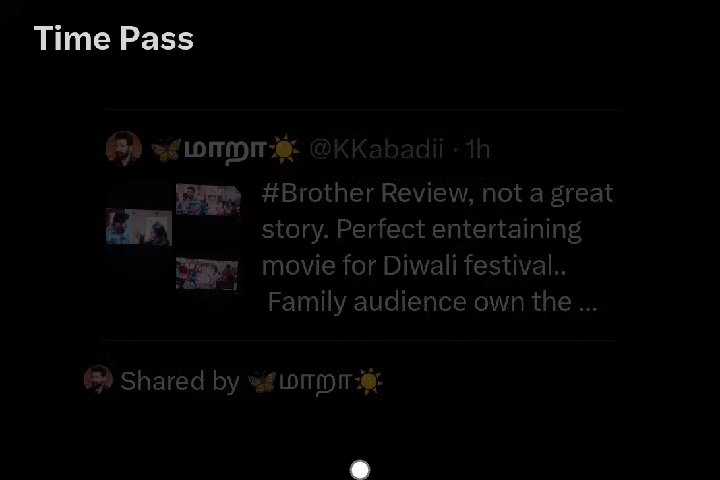 Time Pass
🦋மாறா☀️ @KKabadii · 1h
#Brother Review, not a great
story. Perfect entertaining
movie for Diwali festival..
Family audience own the ...
Shared by 🦋மாறா☀️